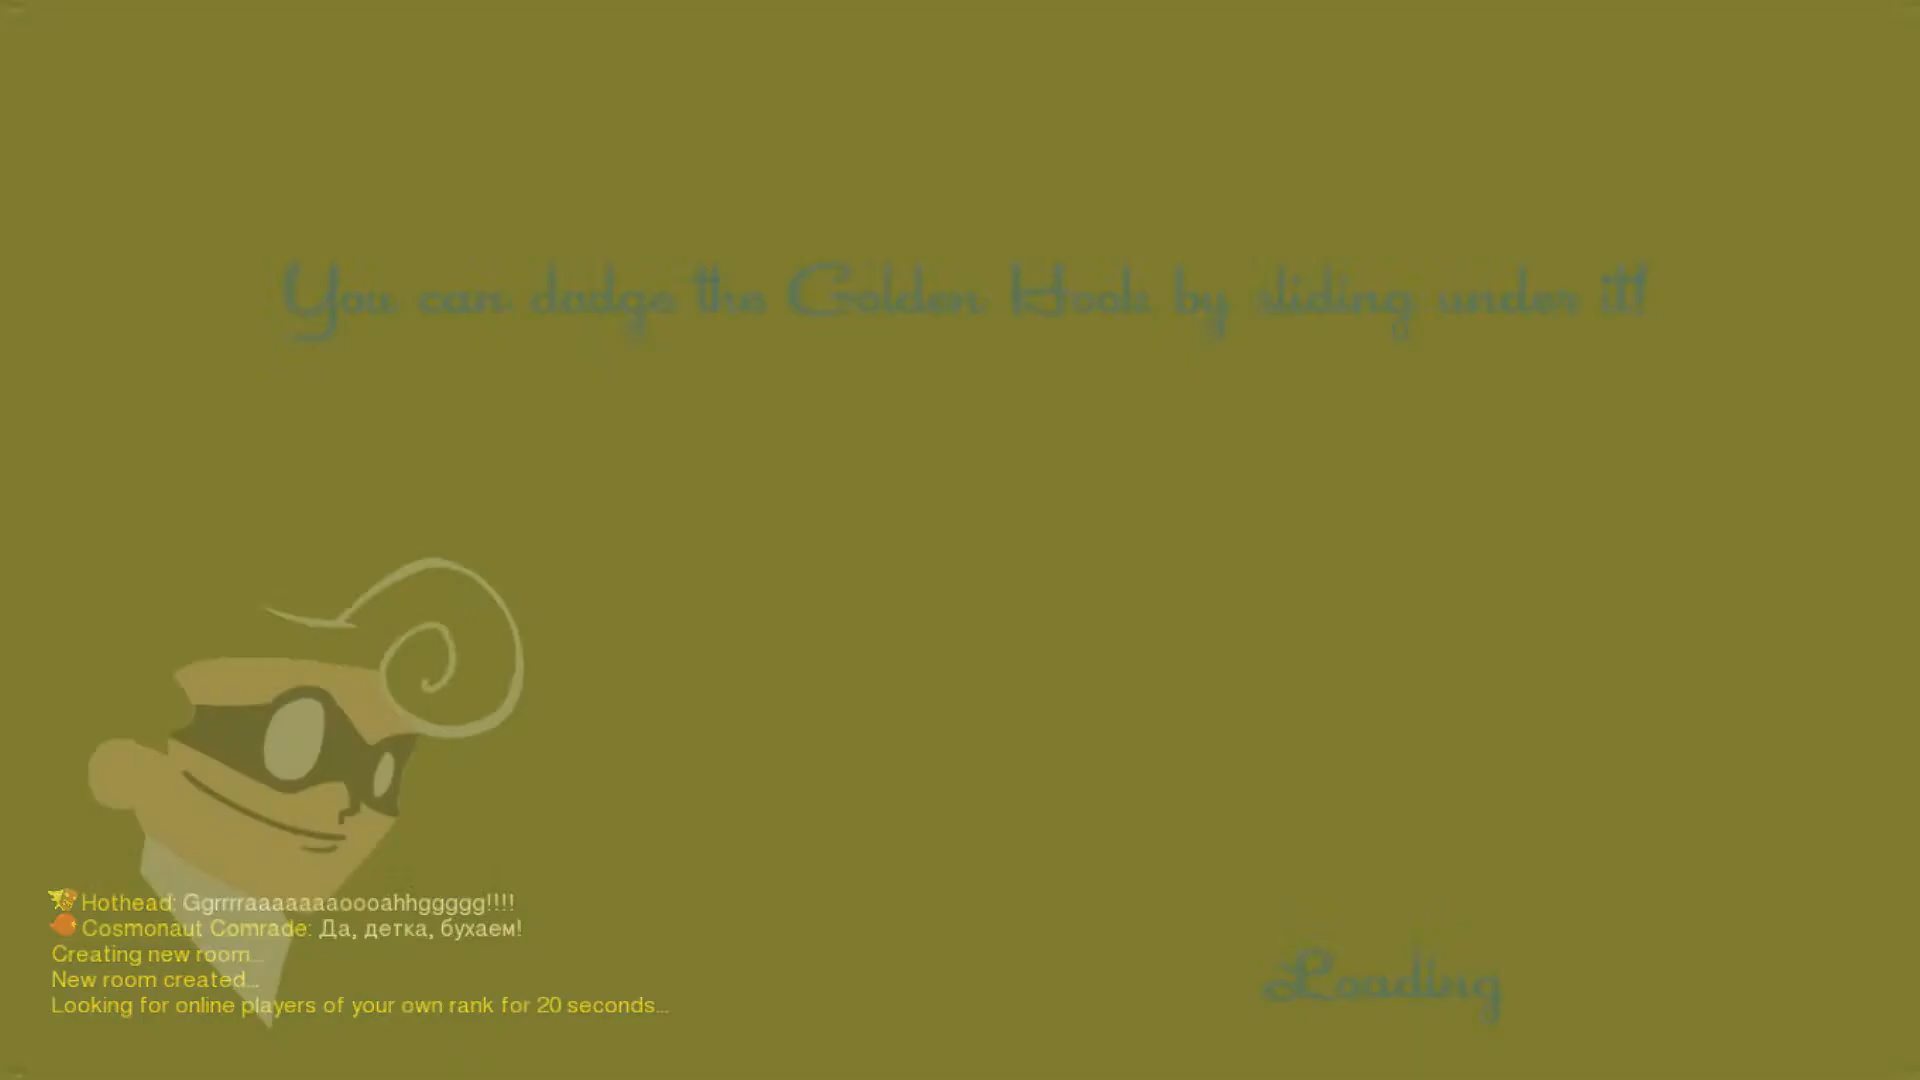 You can dodge the Golden Hook by sliding under it!
Hothead: Ggrrrraaaaaaaoooahhggggg!!!!
Cosmonaut Comrade: Да, детка, бухаем!
Creating new room...
New room created...
Looking for online players of your own rank for 20 seconds...
Loading